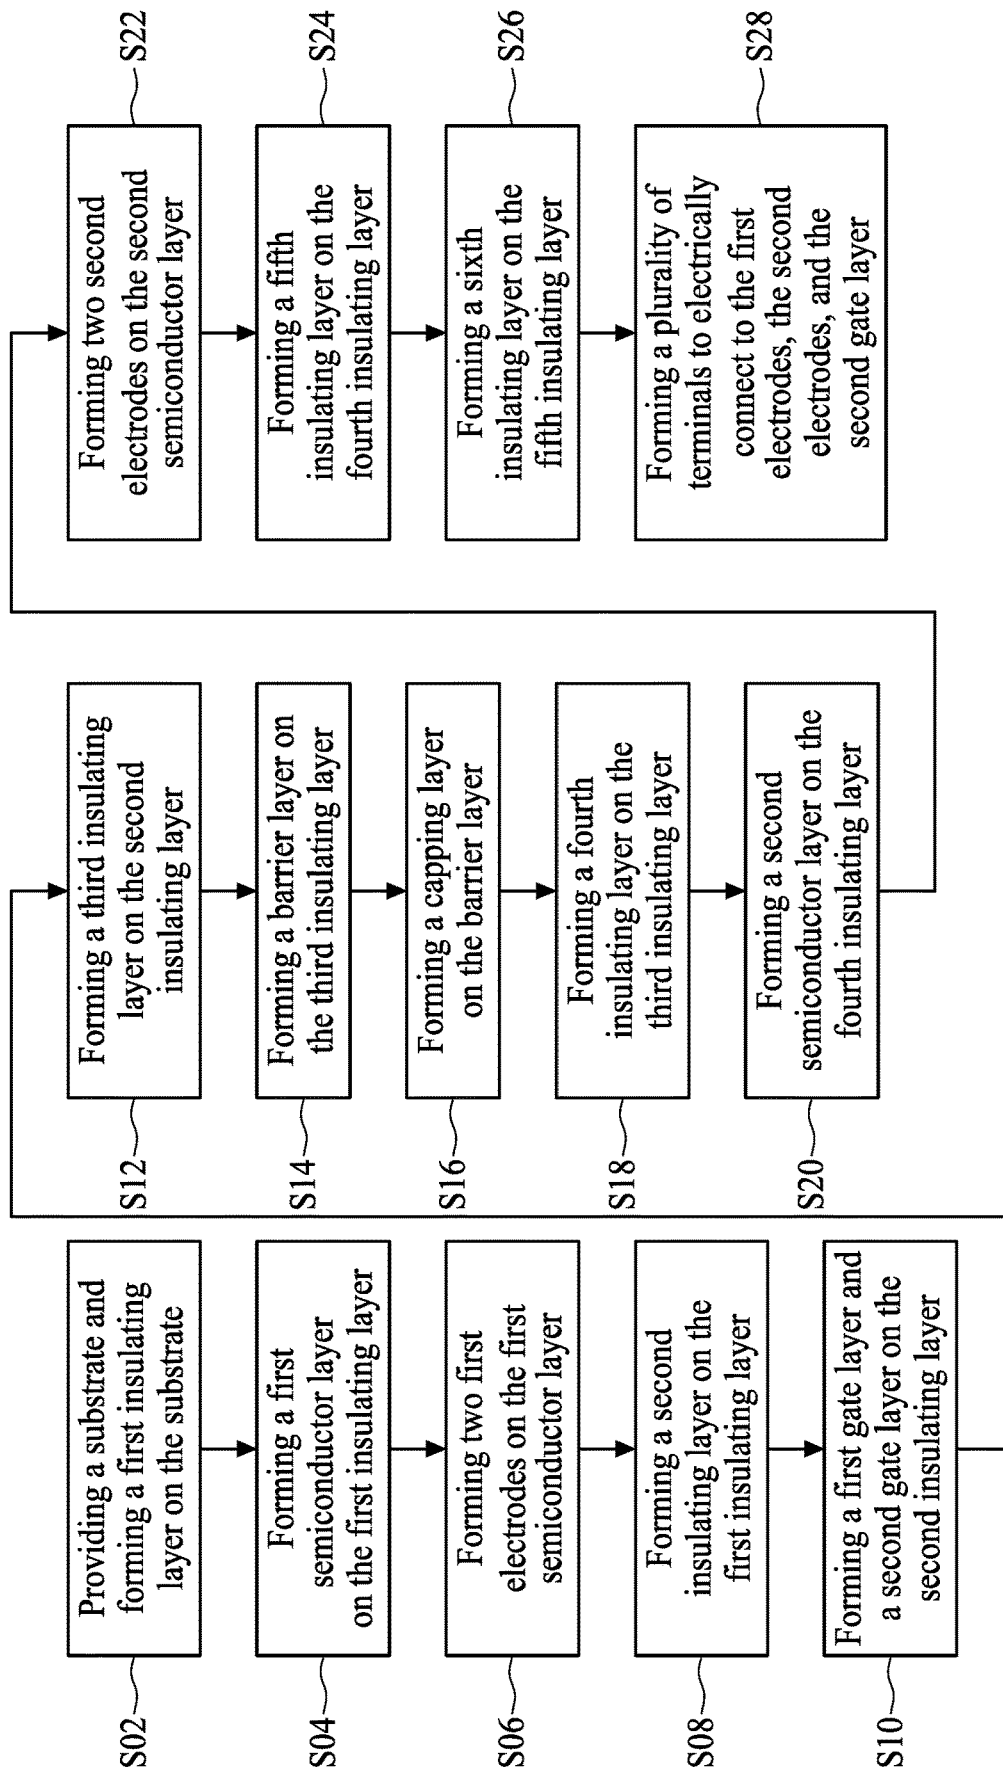 S02
Providing a substrate and
forming a first insulating
layer on the substrate
S04
Forming a first
semiconductor layer
on the first insulating layer
S06
Forming two first
electrodes on the first
semiconductor layer
S08
Forming a second
insulating layer on the
first insulating layer
S10
Forming a first gate layer and
a second gate layer on the
second insulating layer
S12
Forming a third insulating
layer on the second
insulating layer
S14
Forming a barrier layer on
the third insulating layer
S16
Forming a capping layer
on the barrier layer
S18
Forming a fourth
insulating layer on the
third insulating layer
S20
Forming a second
semiconductor layer on the
fourth insulating layer
S22
Forming two second
electrodes on the second
semiconductor layer
S24
Forming a fifth
insulating layer on the
fourth insulating layer
S26
Forming a sixth
insulating layer on the
fifth insulating layer
S28
Forming a plurality of
terminals to electrically
connect to the first
electrodes, the second
electrodes, and the
second gate layer